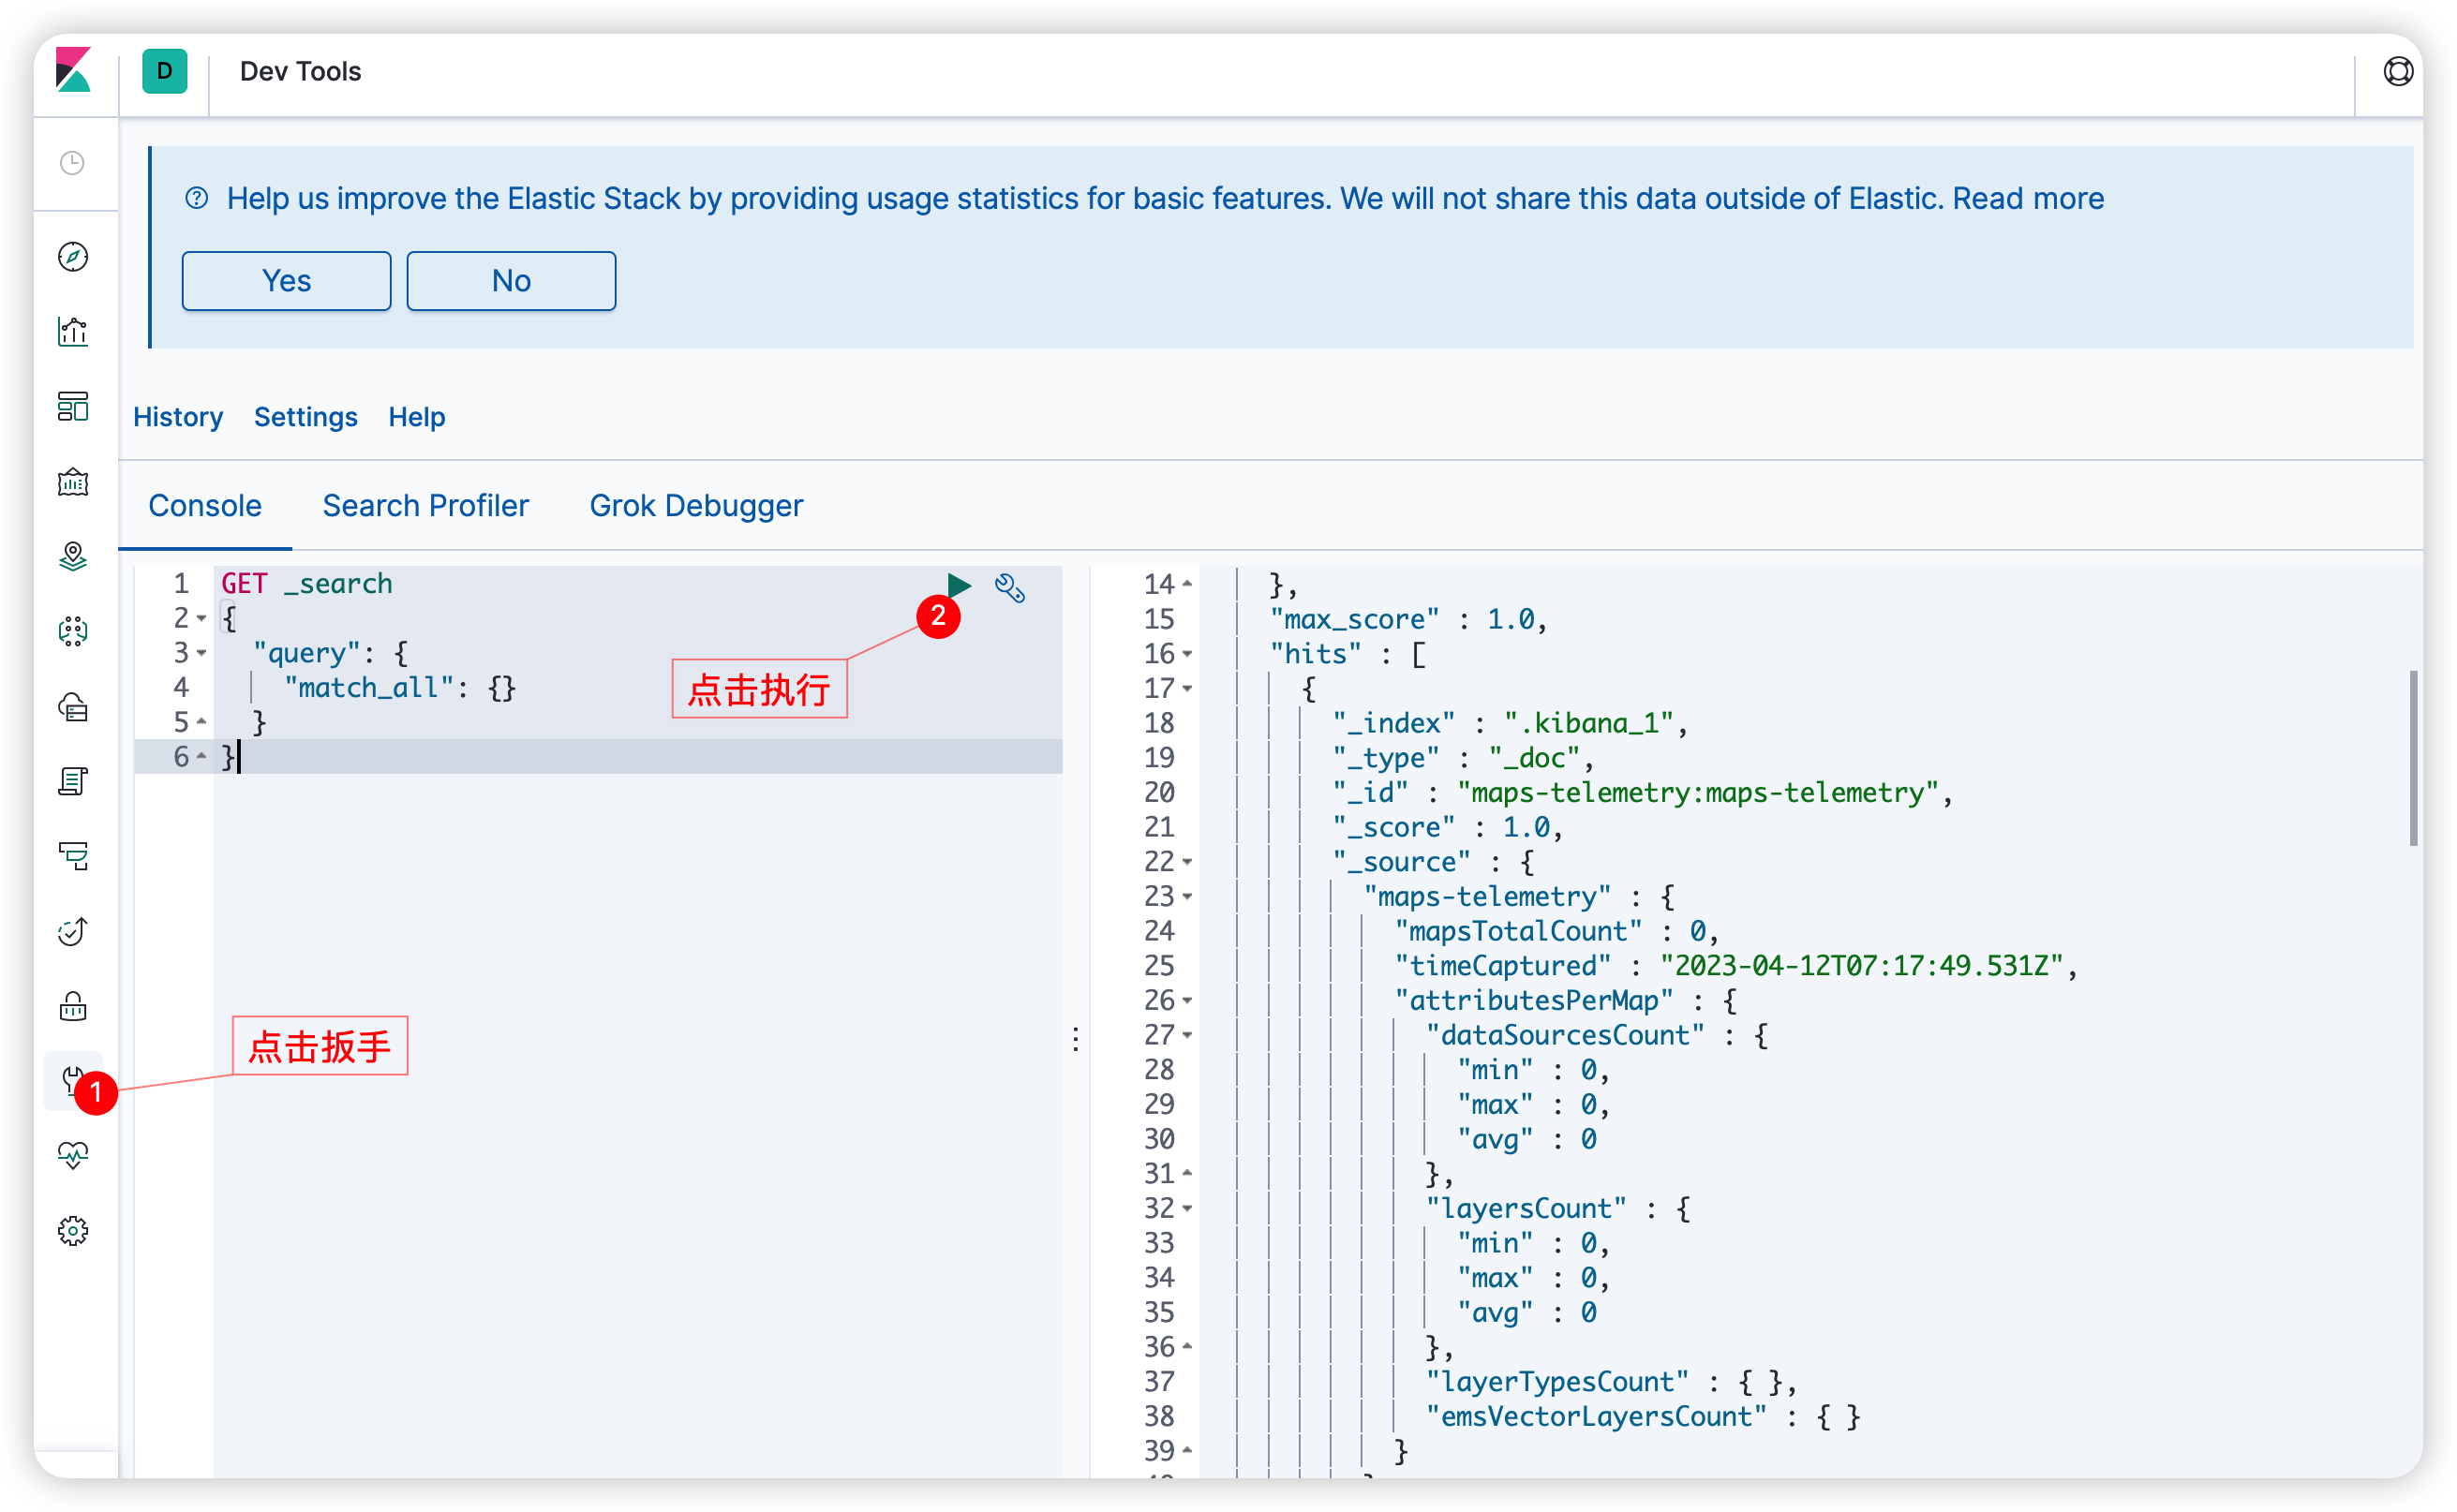 D
Dev Tools
Help us improve the Elastic Stack by providing usage statistics for basic features. We will not share this data outside of Elastic. Read more
Yes No
History Settings Help
Console Search Profiler Grok Debugger
1 GET _search
2 {
3 "query": {
4 "match_all": {}
5 }
6 }
2
点击执行
点击扳手
1
14 },
15 "max_score" : 1.0,
16 "hits" : [
17 {
18 "_index" : ".kibana_1",
19 "_type" : "_doc",
20 "_id" : "maps-telemetry:maps-telemetry",
21 "_score" : 1.0,
22 "_source" : {
23 "maps-telemetry" : {
24 "mapsTotalCount" : 0,
25 "timeCaptured" : "2023-04-12T07:17:49.531Z",
26 "attributesPerMap" : {
27 "dataSourcesCount" : {
28 "min" : 0,
29 "max" : 0,
30 "avg" : 0
31 },
32 "layersCount" : {
33 "min" : 0,
34 "max" : 0,
35 "avg" : 0
36 },
37 "layerTypesCount" : { },
38 "emsVectorLayersCount" : { }
39 }